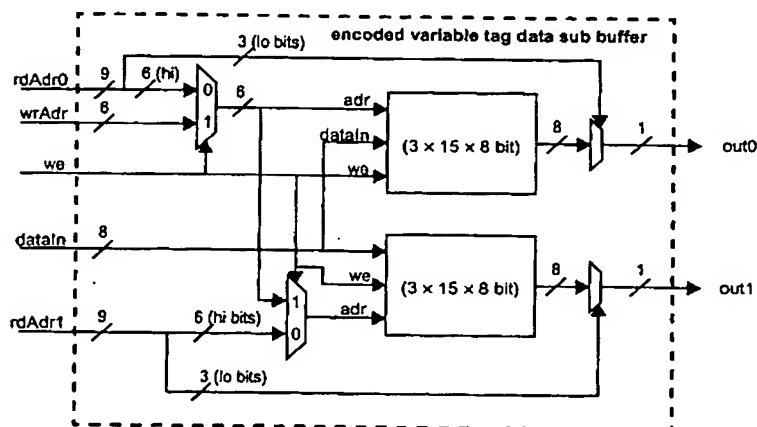 encoded variable tag data sub buffer
3 (lo bits)
rdAdr0 9 6 (hi) 0 6 adr
wrAdr 6 1 dataIn (3 × 15 × 8 bit) 8 1 out0
we we
dataIn 8
we (3 × 15 × 8 bit) 8 1 out1
1
rdAdr1 9 6 (hi bits) 0 adr
3 (lo bits)